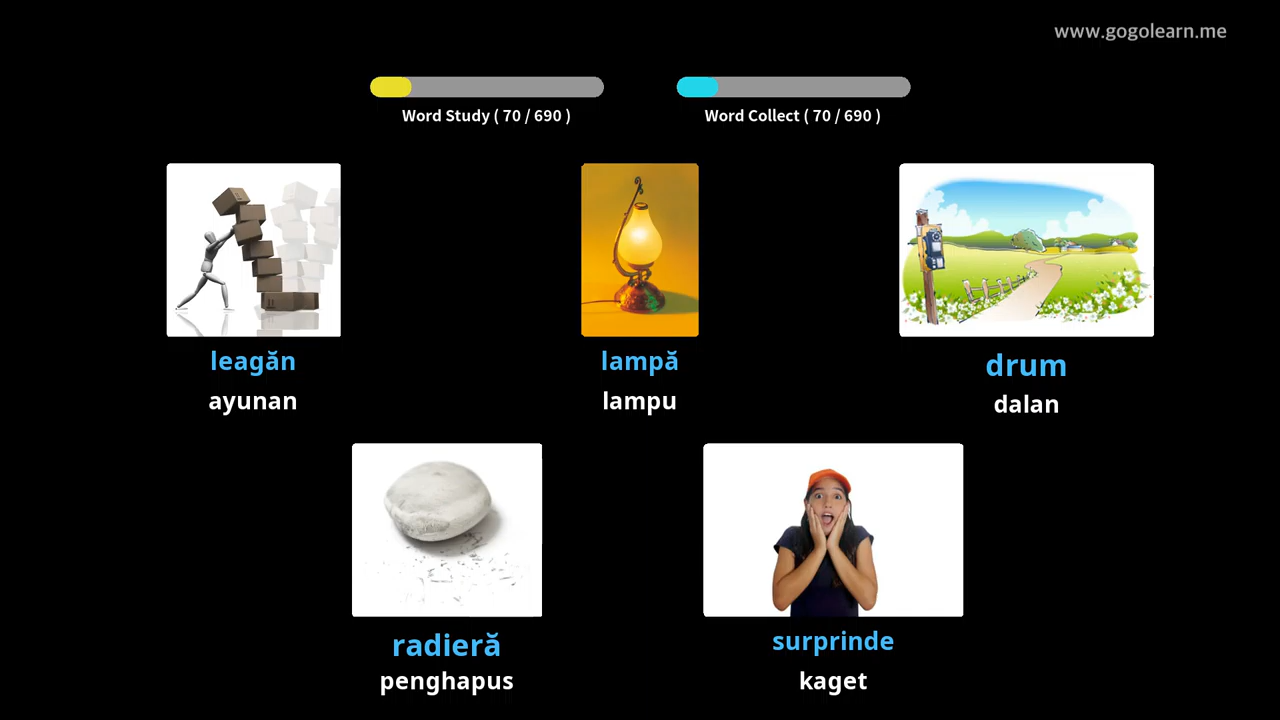 www.gogolearn.me
Word Study ( 70 / 690 )
Word Collect ( 70 / 690 )
leagăn
ayunan
lampă
lampu
drum
dalan
radieră
penghapus
surprinde
kaget